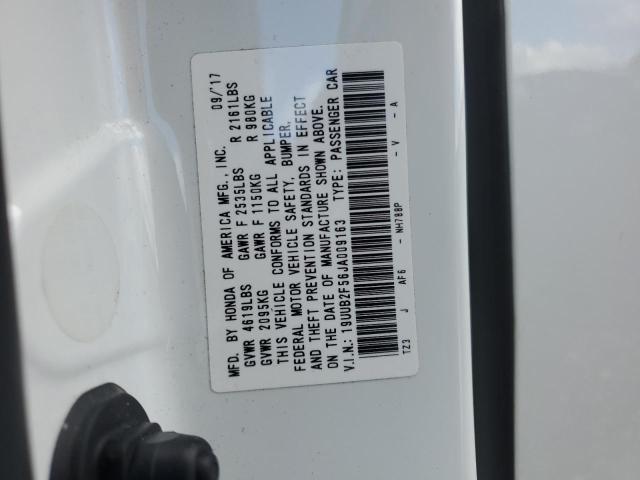 MFD. BY HONDA OF AMERICA MFG., INC. 09/'17
GVWR 4619LBS GAWR F 2535LBS R 2161LBS
GVWR 2095KG GAWR F 1150KG R 980KG
THIS VEHICLE CONFORMS TO ALL APPLICABLE
FEDERAL MOTOR VEHICLE SAFETY, BUMPER,
AND THEFT PREVENTION STANDARDS IN EFFECT
ON THE DATE OF MANUFACTURE SHOWN ABOVE.
V.I.N.: 19UUB2F56JA009163 TYPE: PASSENGER CAR
TZ3 J AF6 - NH788P - V - A